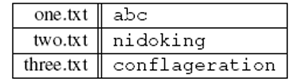 one.txt abc
two.txt nidoking
three.txt conflageration